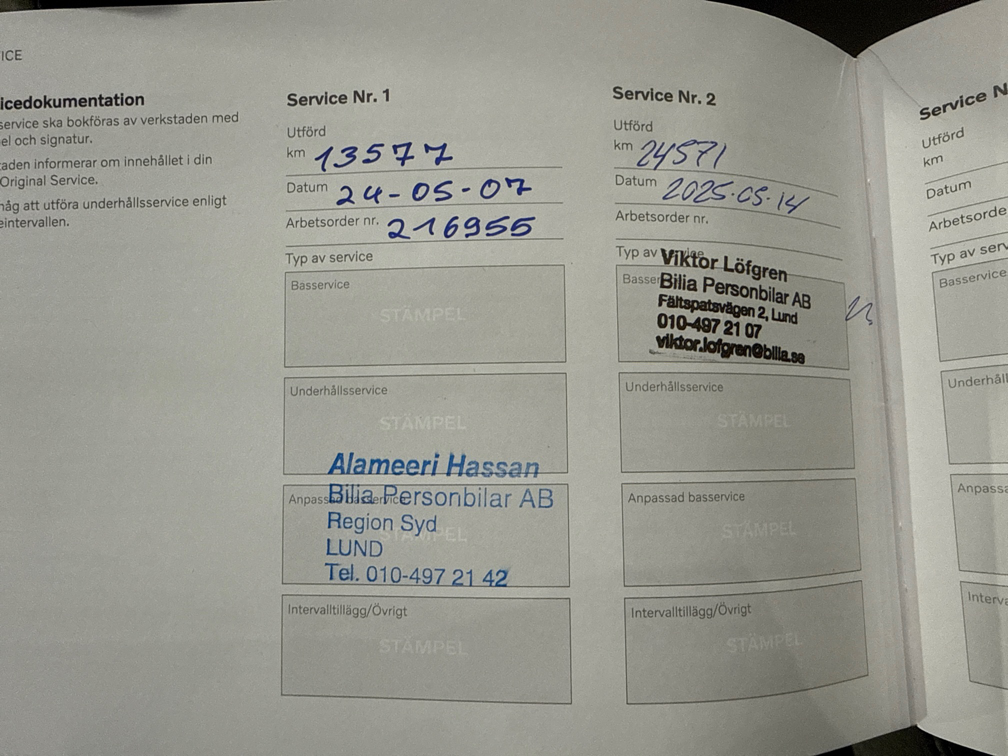 ICE
icedokumentation
service ska bokföras av verkstaden med
el och signatur.
aden informerar om innehållet i din
Original Service.
håg att utföra underhållsservice enligt
eintervallen.
Service Nr. 1
Utförd
km 13577
Datum 24-05-07
Arbetsorder nr. 216955
Typ av service
Basservice
STÄMPEL
Underhållsservice
STÄMPEL
Alameeri Hassan
Anpassad basservice
Bilia Personbilar AB
Region Syd
STÄMPEL
LUND
Tel. 010-497 21 42
Intervalltillägg/Övrigt
STÄMPEL
Service Nr. 2
Utförd
km 24571
Datum 2025-05-14
Arbetsorder nr.
Typ av
Viktor Löfgren
Basser
Bilia Personbilar AB
Fältspatsvägen 2, Lund
010-497 21 07
viktor.lofgren@bilia.se
Underhållsservice
STÄMPEL
Anpassad basservice
STÄMPEL
Intervalltillägg/Övrigt
STÄMPEL
Service N
Utförd
km
Datum
Arbetsorde
Typ av serv
Basservice
Underhåll
Anpassa
Interva